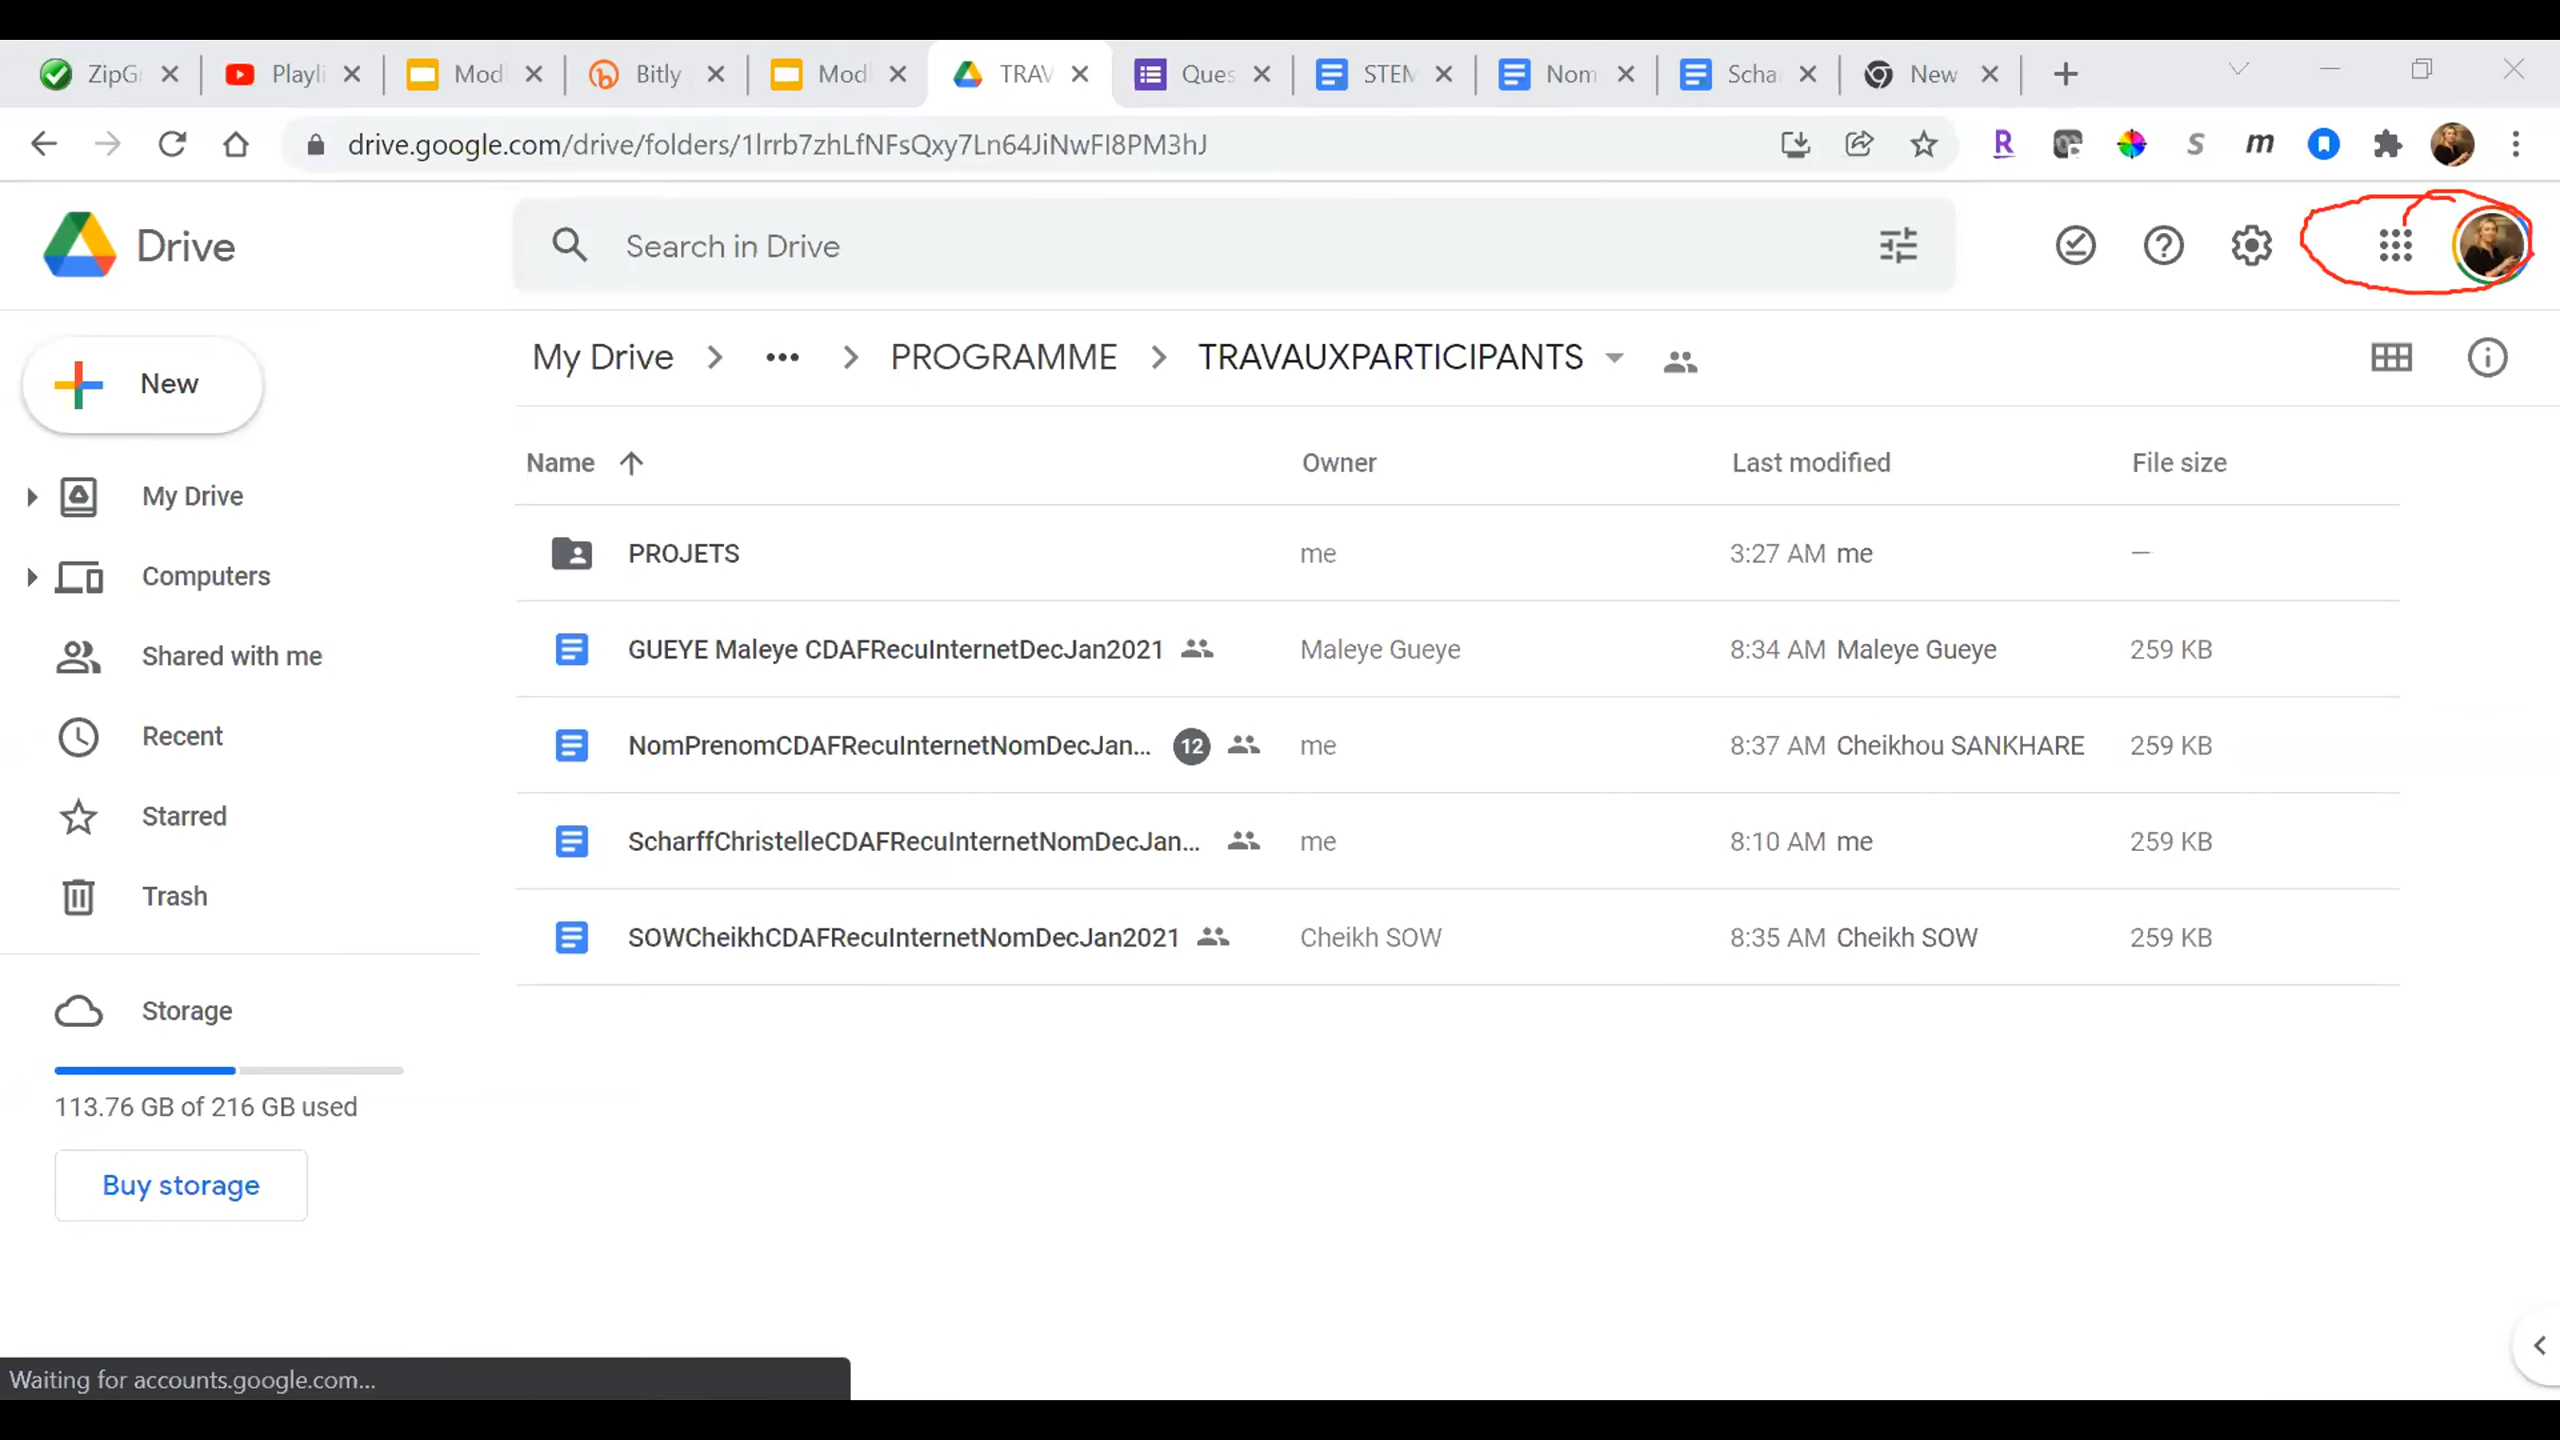 ZipGr
Playli
Modl
Bitly
Modl
TRAV
Ques
STEM
Nom
Scha
New
drive.google.com/drive/folders/1lrrb7zhLfNFsQxy7Ln64JiNwFI8PM3hJ
Drive
Search in Drive
New
My Drive
Computers
Shared with me
Recent
Starred
Trash
Storage
113.76 GB of 216 GB used
Buy storage
My Drive > ••• > PROGRAMME > TRAVAUXPARTICIPANTS
Name Owner Last modified File size
PROJETS me 3:27 AM me —
GUEYE Maleye CDAFRecuInternetDecJan2021 Maleye Gueye 8:34 AM Maleye Gueye 259 KB
NomPrenomCDAFRecuInternetNomDecJan... 12 me 8:37 AM Cheikhou SANKHARE 259 KB
ScharffChristelleCDAFRecuInternetNomDecJan... me 8:10 AM me 259 KB
SOWCheikhCDAFRecuInternetNomDecJan2021 Cheikh SOW 8:35 AM Cheikh SOW 259 KB
Waiting for accounts.google.com...